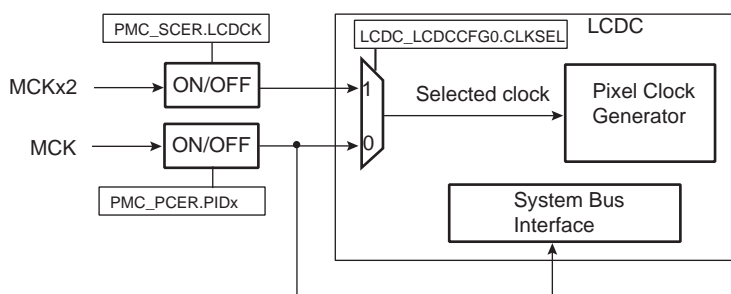 PMC_SCER.LCDCK
LCDC_LCDCCFG0.CLKSEL
LCDC
MCKx2
ON/OFF
1
Selected clock
Pixel Clock
Generator
MCK
ON/OFF
0
PMC_PCER.PIDx
System Bus
Interface